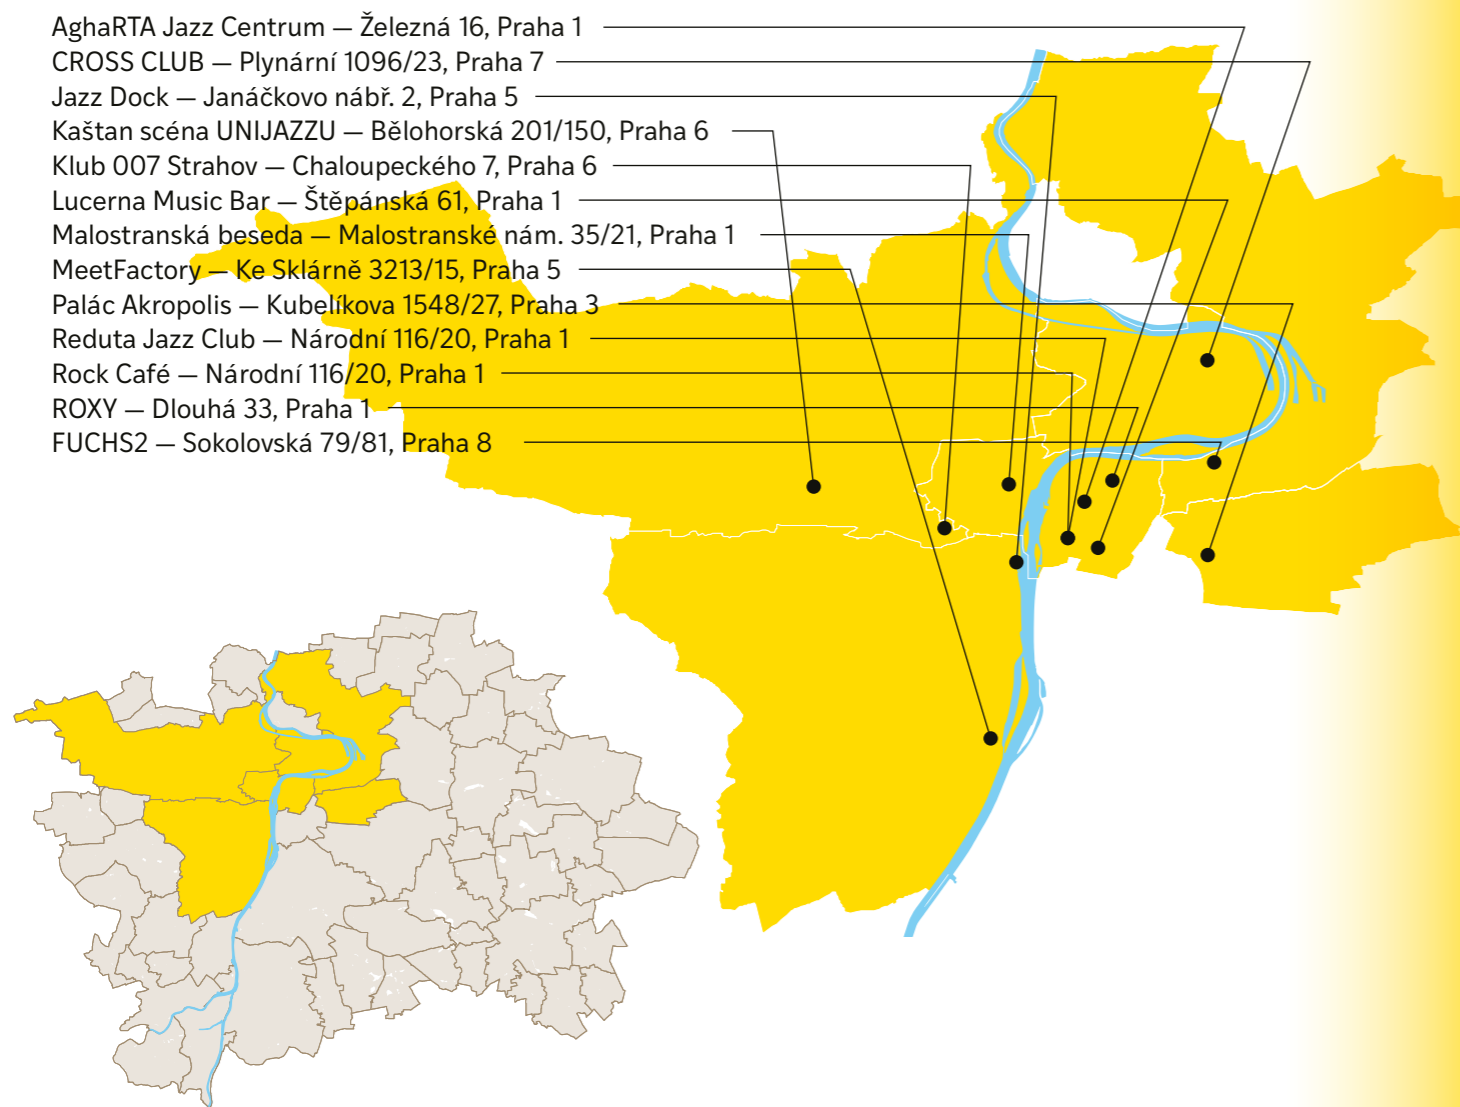 AghaRTA Jazz Centrum — Železná 16, Praha 1
CROSS CLUB — Plynární 1096/23, Praha 7
Jazz Dock — Janáčkovo nábř. 2, Praha 5
Kaštan scéna UNIJAZZU — Bělohorská 201/150, Praha 6
Klub 007 Strahov — Chaloupeckého 7, Praha 6
Lucerna Music Bar — Štěpánská 61, Praha 1
Malostranská beseda — Malostranské nám. 35/21, Praha 1
MeetFactory — Ke Sklárně 3213/15, Praha 5
Palác Akropolis — Kubelíkova 1548/27, Praha 3
Reduta Jazz Club — Národní 116/20, Praha 1
Rock Café — Národní 116/20, Praha 1
ROXY — Dlouhá 33, Praha 1
FUCHS2 — Sokolovská 79/81, Praha 8